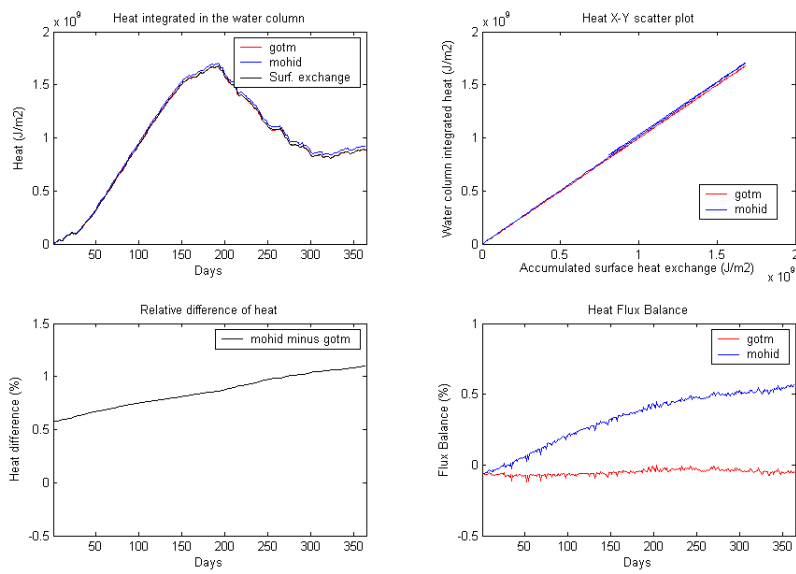 Heat integrated in the water column
x 10^9
2
1.5
1
0.5
0
Heat (J/m2)
gotm
mohid
Surf. exchange
50 100 150 200 250 300 350
Days
Heat X-Y scatter plot
x 10^9
2
1.5
1
0.5
0
Water column integrated heat (J/m2)
gotm
mohid
0 0.5 1 1.5 2
Accumulated surface heat exchange (J/m2)
x 10^9
Relative difference of heat
1.5
1
0.5
0
-0.5
Heat difference (%)
mohid minus gotm
50 100 150 200 250 300 350
Days
Heat Flux Balance
1
0.5
0
-0.5
Flux Balance (%)
gotm
mohid
50 100 150 200 250 300 350
Days